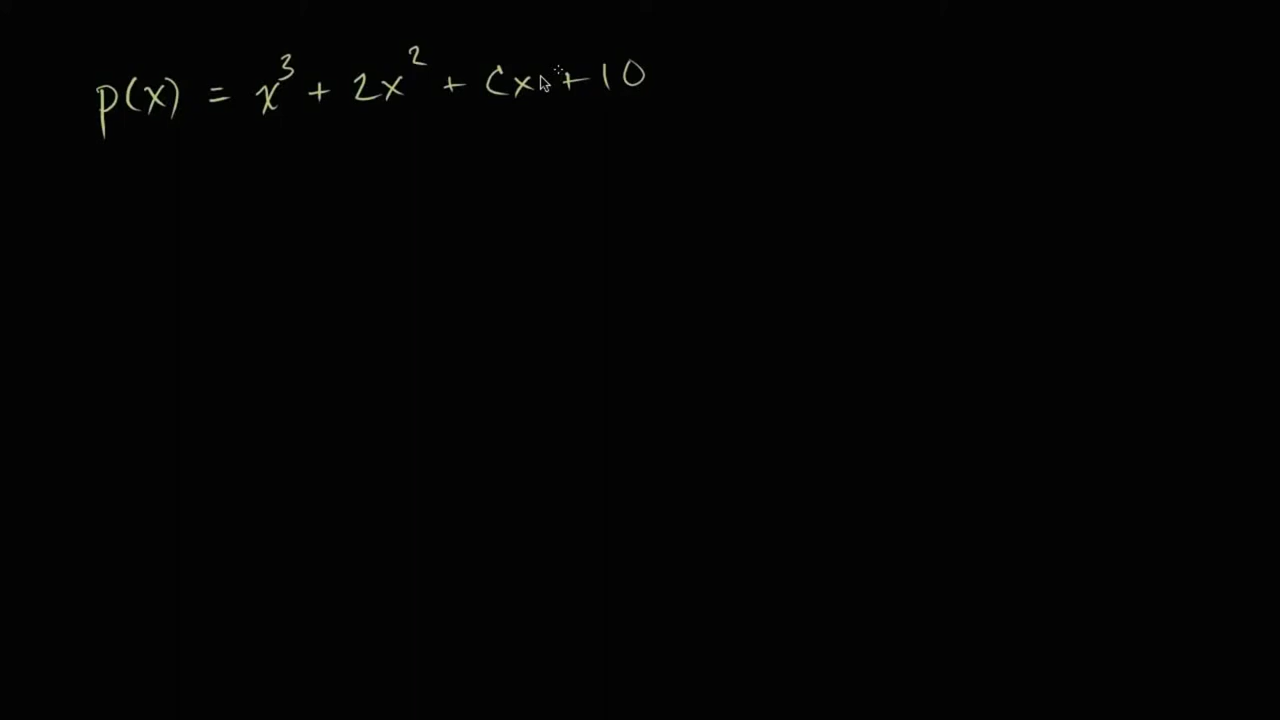 p(x) = x³ + 2x² + Cx + 10